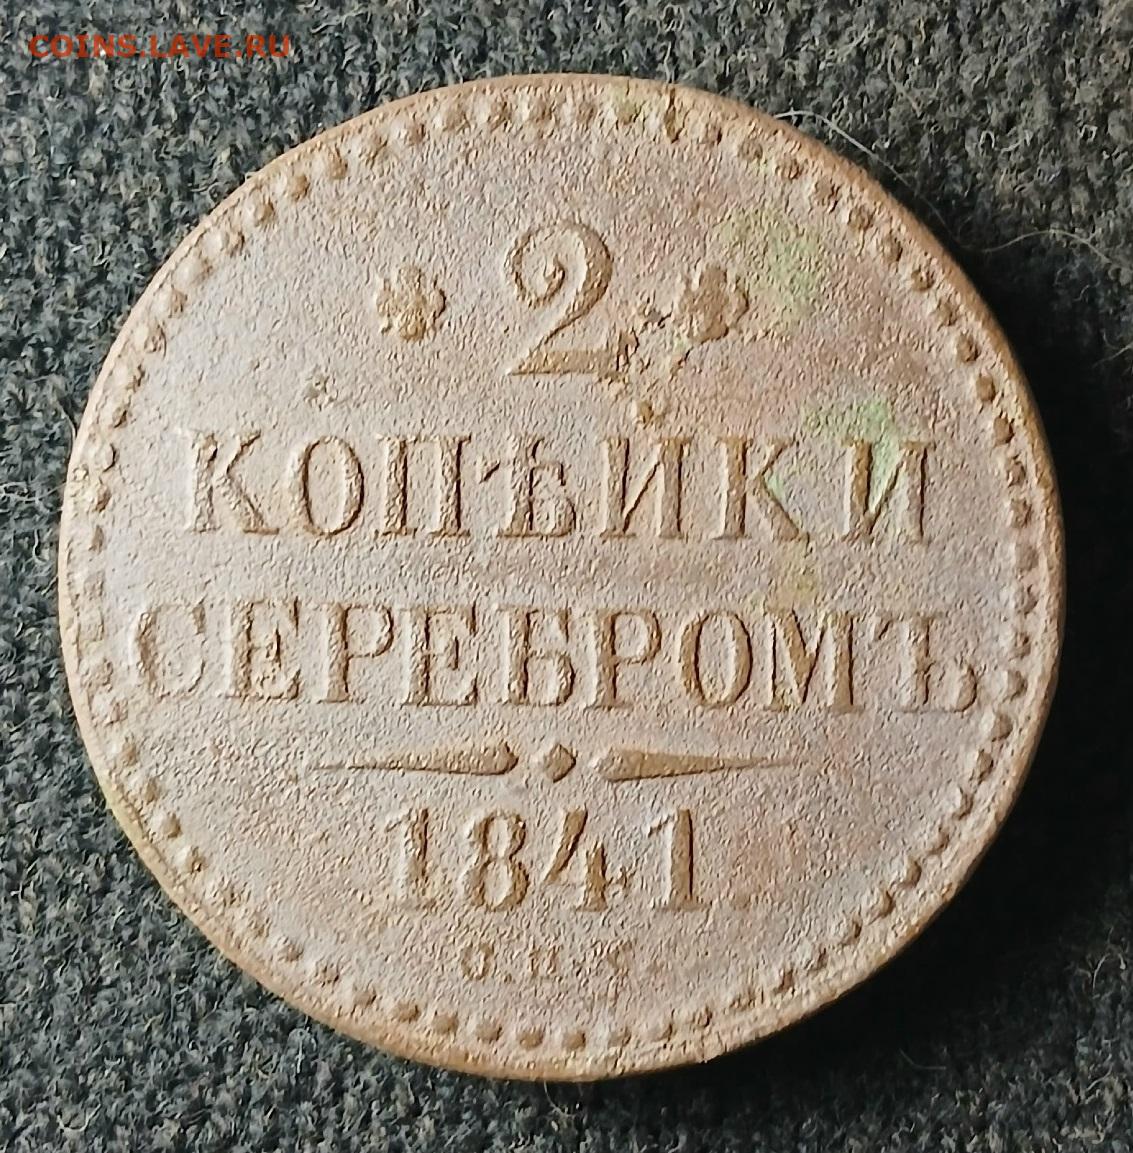 COINS.LAVE.RU
2
КОПѢЙКИ
СЕРЕБРОМЪ
1841